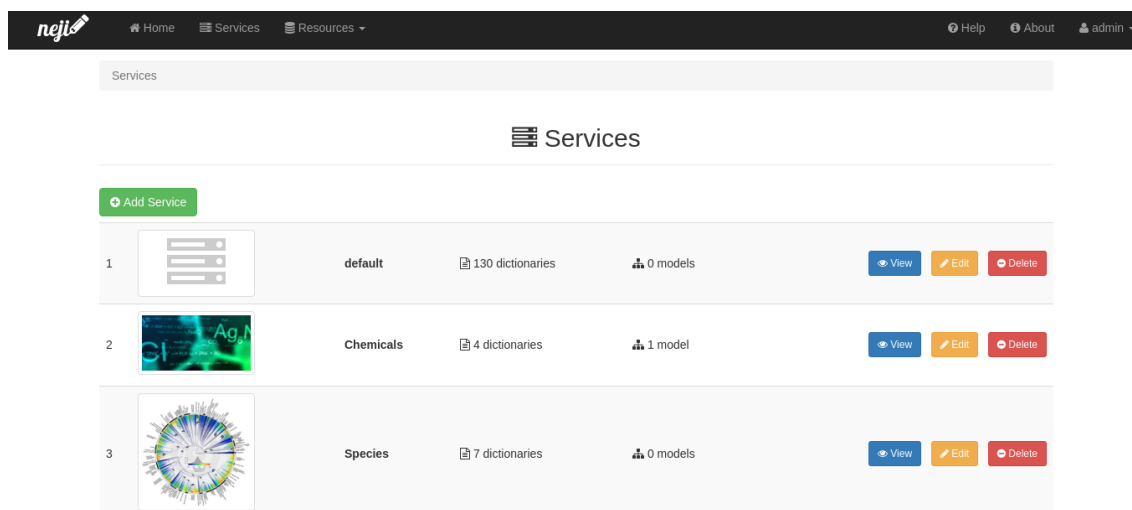 neji Home Services Resources Help About admin
Services
Services
Add Service
1 default 130 dictionaries 0 models View Edit Delete
2 Chemicals 4 dictionaries 1 model View Edit Delete
3 Species 7 dictionaries 0 models View Edit Delete